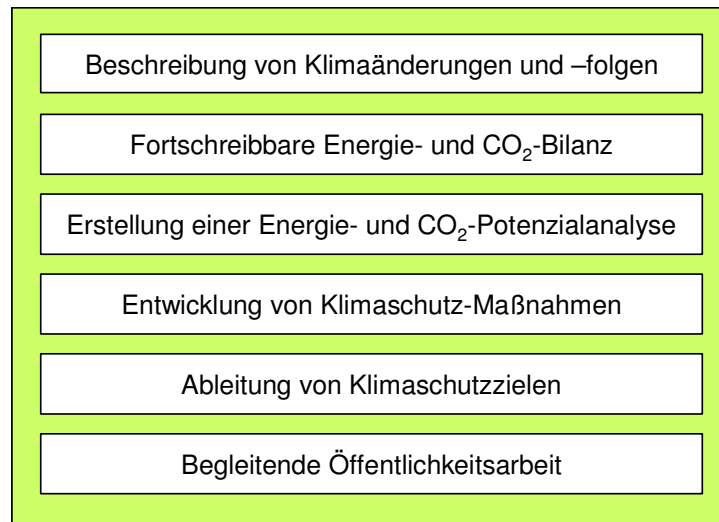 Beschreibung von Klimaänderungen und –folgen
Fortschreibbare Energie- und CO₂-Bilanz
Erstellung einer Energie- und CO₂-Potenzialanalyse
Entwicklung von Klimaschutz-Maßnahmen
Ableitung von Klimaschutzzielen
Begleitende Öffentlichkeitsarbeit